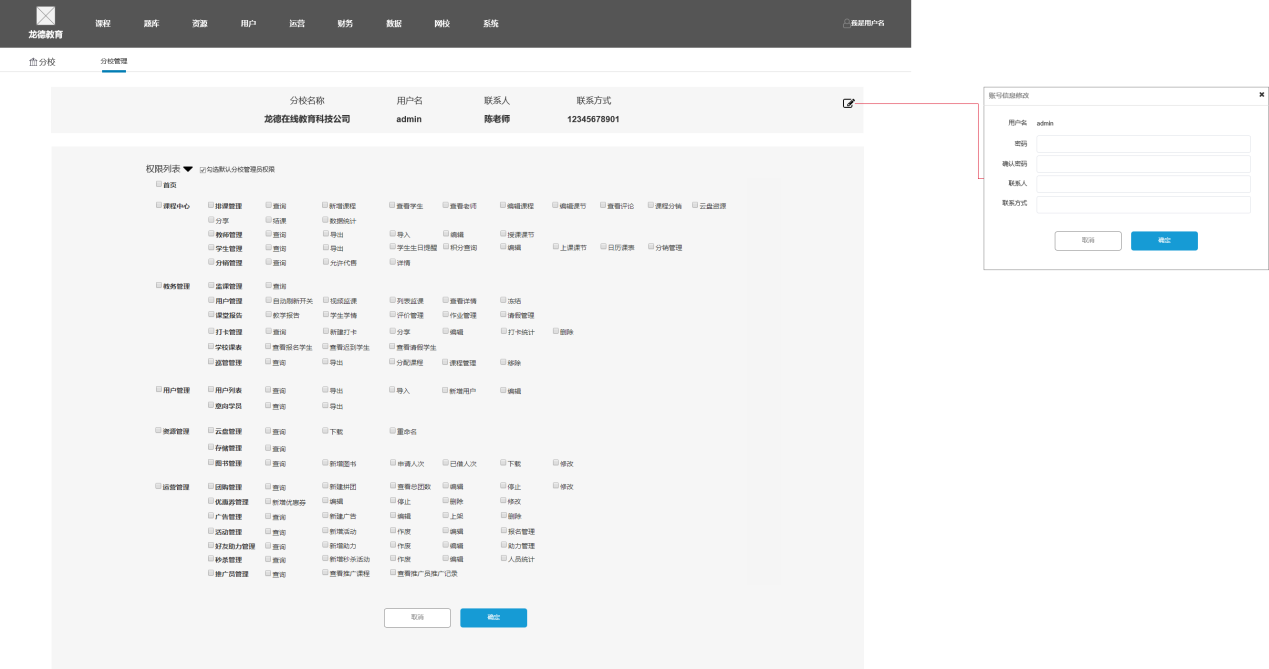 课程 题库 资源 用户 运营 财务 数据 网校 系统 我是用户名
龙德教育
分校 分校管理
分校名称 用户名 联系人 联系方式
龙德在线教育科技公司 admin 陈老师 12345678901
权限列表 勾选默认分校管理员权限
首页
课程中心 排课管理 查询 新增课程 查看学生 查看老师 编辑课程 编辑课节 查看评论 课程分销 云盘资源
分享 结课 数据统计
教师管理 查询 导出 导入 编辑 授课课节
学生管理 查询 导出 学生生日提醒 积分查询 编辑 上课课节 日历课表 分销管理
分销管理 查询 允许代售 详情
教务管理 监课管理 查询
用户管理 自动刷新开关 视频监课 列表监课 查看详情 冻结
课堂报告 教学报告 学生学情 评价管理 作业管理 请假管理
打卡管理 查询 新建打卡 分享 编辑 打卡统计 删除
学校课表 查看报名学生 查看迟到学生 查看请假学生
巡管管理 查询 导出 分配课程 课程管理 移除
用户管理 用户列表 查询 导出 导入 新增用户 编辑
意向学员 查询 导出
资源管理 云盘管理 查询 下载 重命名
存储管理 查询
图书管理 查询 新增图书 申请人次 已借人次 下载 修改
运营管理 团购管理 查询 新建拼团 查看总团数 编辑 停止 修改
优惠券管理 新增优惠券 编辑 停止 删除 修改
广告管理 查询 新建广告 编辑 上架 删除
活动管理 查询 新增活动 作废 编辑 报名管理
好友助力管理 查询 新增助力 作废 编辑 助力管理
秒杀管理 查询 新增秒杀活动 作废 编辑 人员统计
推广员管理 查询 查看推广课程 查看推广员推广记录
取消 确定
账号信息修改
用户名 admin
密码
确认密码
联系人
联系方式
取消 确定